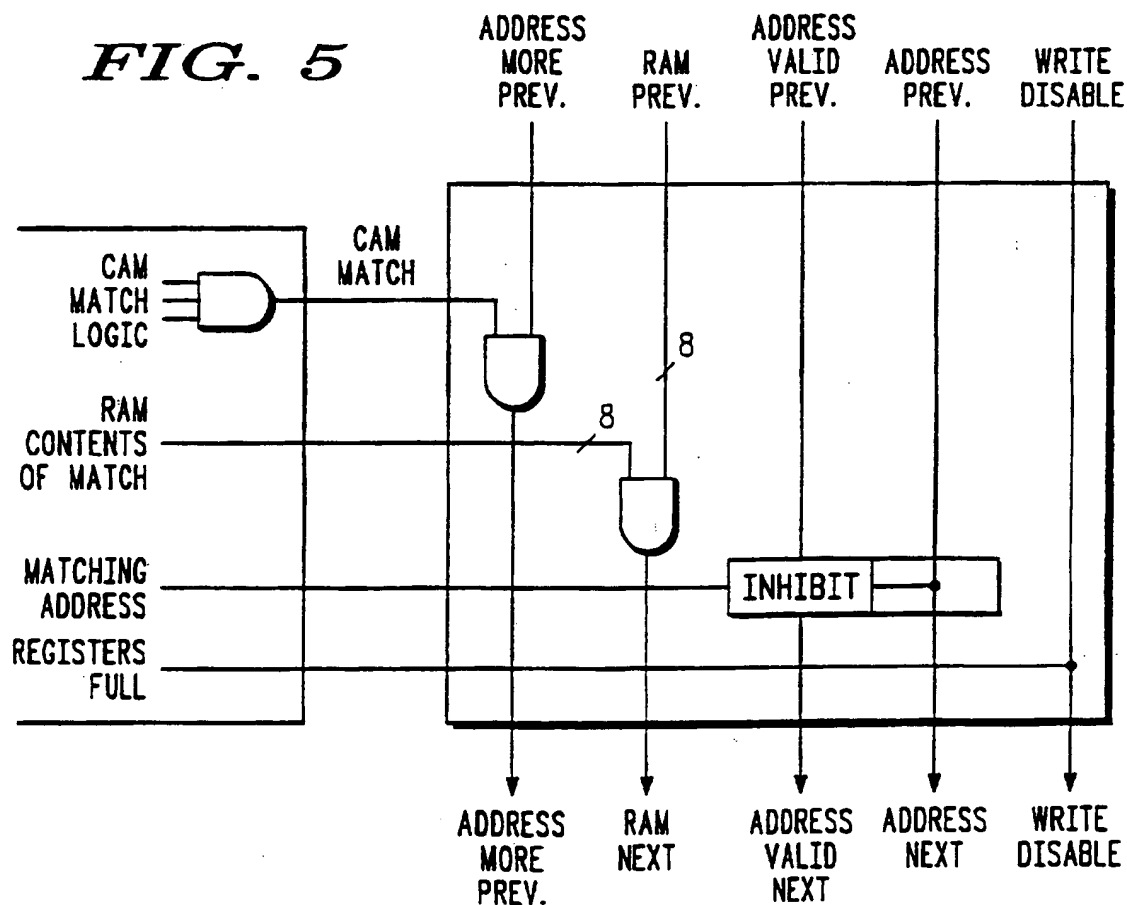 FIG. 5
ADDRESS
MORE
PREV.
RAM
PREV.
ADDRESS
VALID
PREV.
ADDRESS
PREV.
WRITE
DISABLE
CAM
MATCH
LOGIC
CAM
MATCH
8
RAM
CONTENTS
OF MATCH
8
MATCHING
ADDRESS
INHIBIT
REGISTERS
FULL
ADDRESS
MORE
PREV.
RAM
NEXT
ADDRESS
VALID
NEXT
ADDRESS
NEXT
WRITE
DISABLE